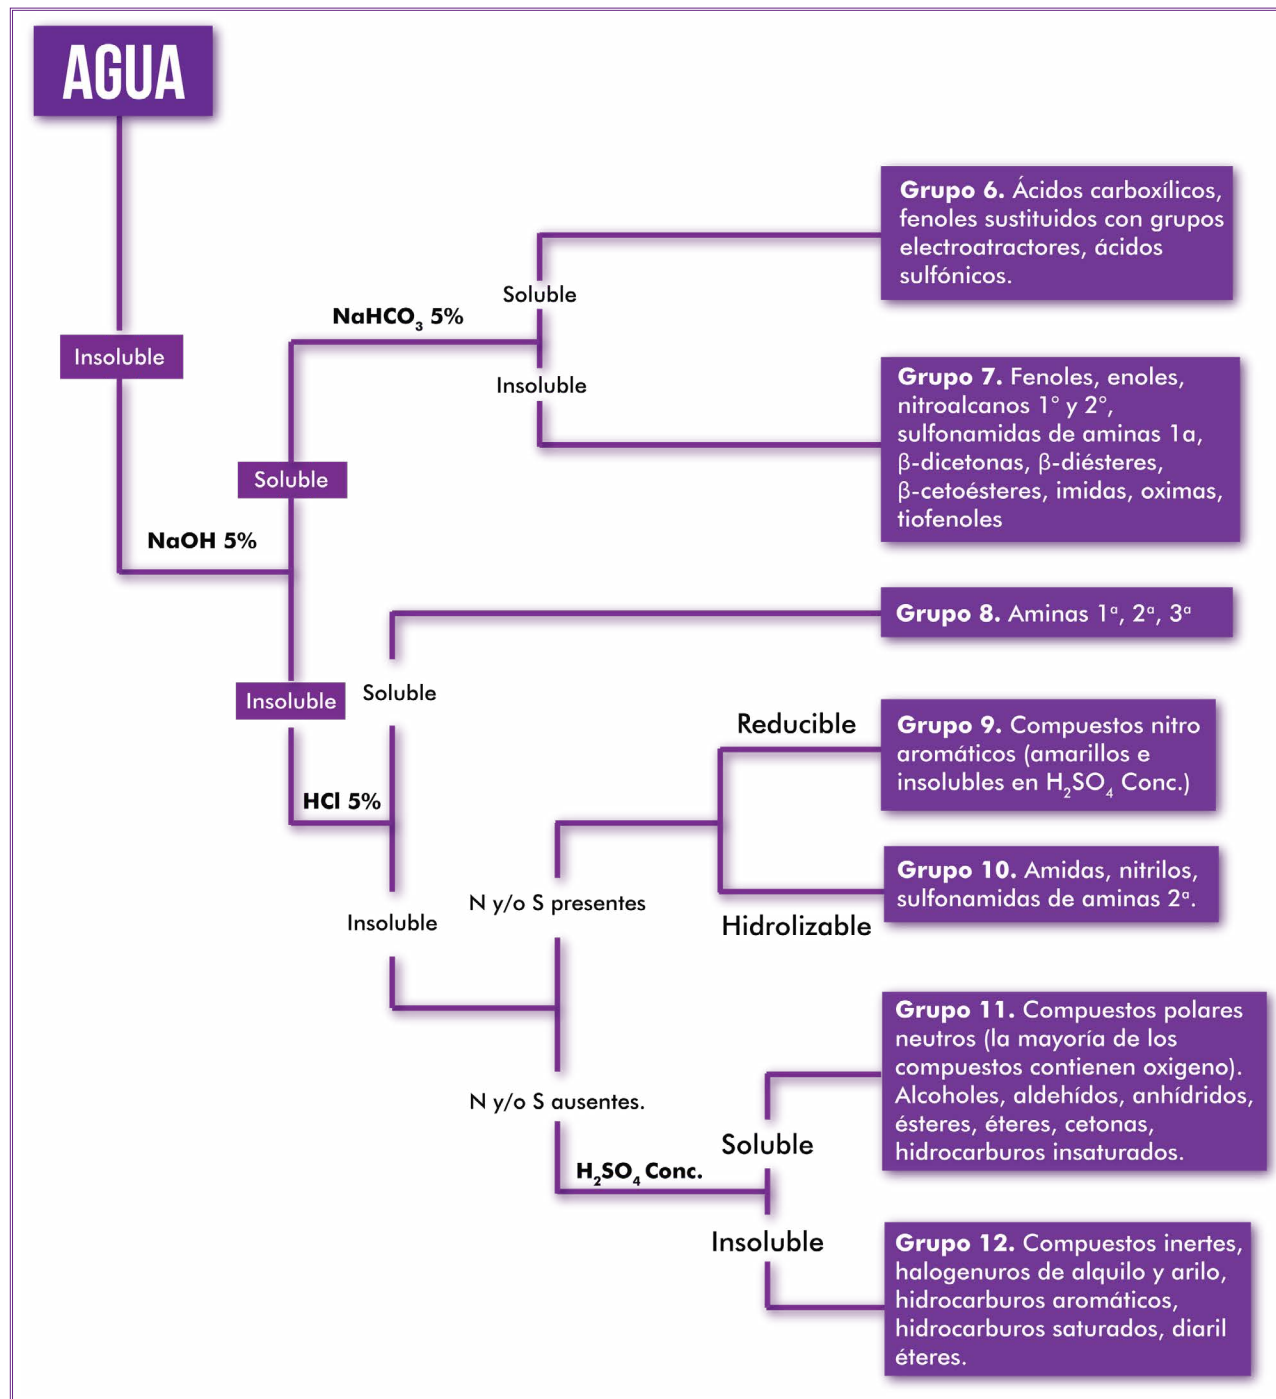 AGUA
Grupo 6. Ácidos carboxílicos,
fenoles sustituidos con grupos
electroatractores, ácidos
sulfónicos.
Soluble
NaHCO₃ 5%
Insoluble
Insoluble
Grupo 7. Fenoles, enoles,
nitroalcanos 1° y 2°,
sulfonamidas de aminas 1a,
β-dicetonas, β-diésteres,
β-cetoésteres, imidas, oximas,
tiofenoles
Soluble
NaOH 5%
Grupo 8. Aminas 1ª, 2ª, 3ª
Insoluble
Soluble
Reducible
Grupo 9. Compuestos nitro
aromáticos (amarillos e
insolubles en H₂SO₄ Conc.)
HCl 5%
N y/o S presentes
Insoluble
Hidrolizable
Grupo 10. Amidas, nitrilos,
sulfonamidas de aminas 2ª.
Grupo 11. Compuestos polares
neutros (la mayoría de los
compuestos contienen oxigeno).
Alcoholes, aldehídos, anhídridos,
ésteres, éteres, cetonas,
hidrocarburos insaturados.
N y/o S ausentes.
Soluble
H₂SO₄ Conc.
Insoluble
Grupo 12. Compuestos inertes,
halogenuros de alquilo y arilo,
hidrocarburos aromáticos,
hidrocarburos saturados, diaril
éteres.